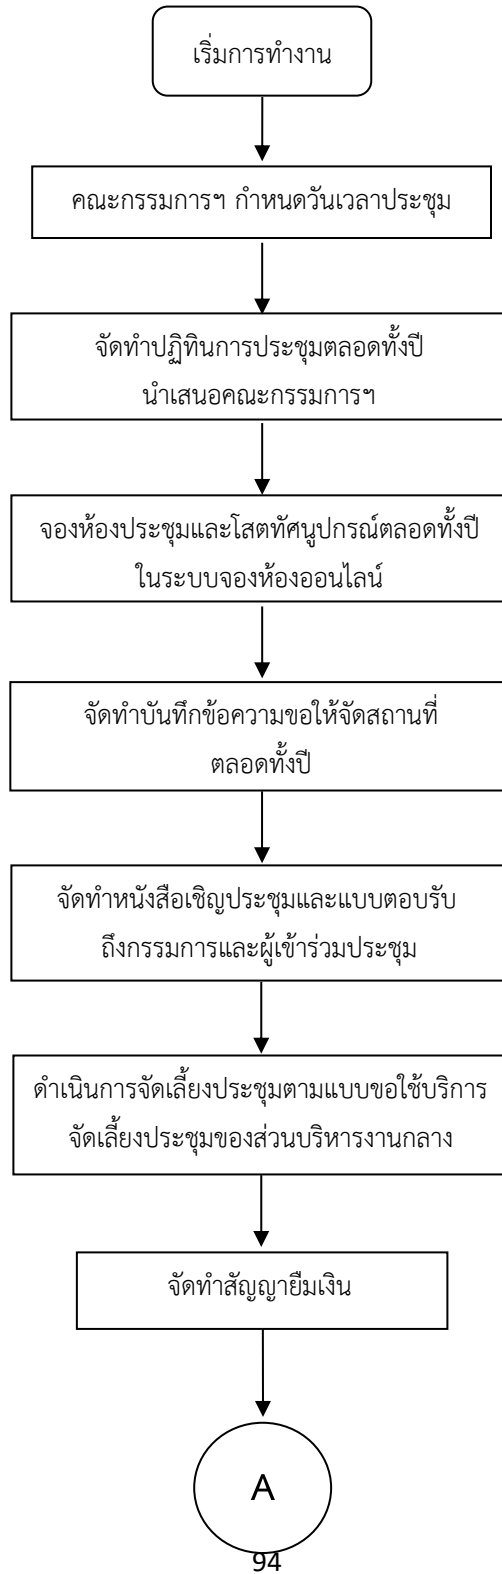 เริ่มการทำงาน
คณะกรรมการฯ กำหนดวันเวลาประชุม
จัดทำปฏิทินการประชุมตลอดทั้งปี
นำเสนอคณะกรรมการฯ
จองห้องประชุมและโสตทัศนูปกรณ์ตลอดทั้งปี
ในระบบจองห้องออนไลน์
จัดทำบันทึกข้อความขอให้จัดสถานที่
ตลอดทั้งปี
จัดทำหนังสือเชิญประชุมและแบบตอบรับ
ถึงกรรมการและผู้เข้าร่วมประชุม
ดำเนินการจัดเลี้ยงประชุมตามแบบขอใช้บริการ
จัดเลี้ยงประชุมของส่วนบริหารงานกลาง
จัดทำสัญญายืมเงิน
A
94